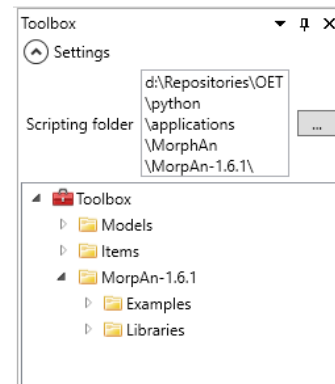 Toolbox
Settings
Scripting folder
d:\Repositories\OET
\python
\applications
\MorphAn
\MorpAn-1.6.1\
...
Toolbox
Models
Items
MorpAn-1.6.1
Examples
Libraries